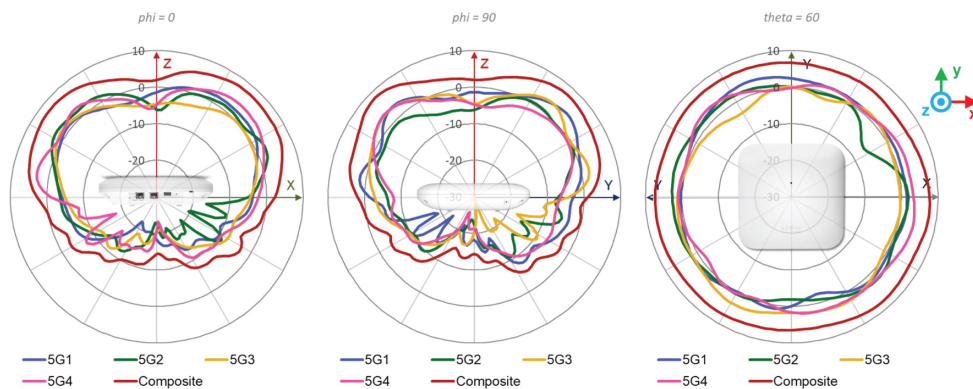 phi = 0
phi = 90
theta = 60
10
0
-10
-20
-30
Z
X
10
0
-10
-20
-30
Z
Y
10
0
-10
-20
-30
Y
Y
X
y
z
x
5G1 5G2 5G3
5G4 Composite
5G1 5G2 5G3
5G4 Composite
5G1 5G2 5G3
5G4 Composite